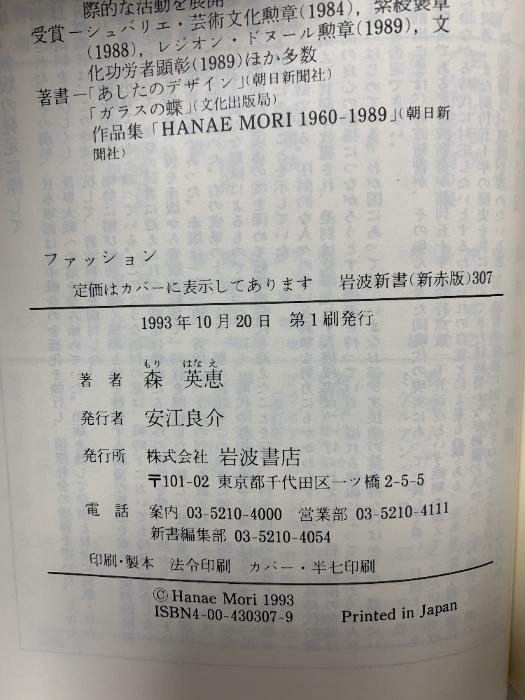 際的な活動を展開
受賞―シュバリエ・芸術文化勲章(1984), 紫綬褒章
(1988), レジオン・ドヌール勲章(1989), 文
化功労者顕彰(1989)ほか多数
著書―「あしたのデザイン」(朝日新聞社)
「ガラスの蝶」(文化出版局)
作品集「HANAE MORI 1960-1989」(朝日新
聞社)
ファッション
定価はカバーに表示してあります 岩波新書(新赤版)307
1993年10月20日 第1刷発行
もり はなえ
著者 森 英恵
発行者 安江良介
発行所 株式会社 岩波書店
〒101-02 東京都千代田区一ツ橋2-5-5
電話 案内 03-5210-4000 営業部 03-5210-4111
新書編集部 03-5210-4054
印刷・製本 法令印刷 カバー・半七印刷
© Hanae Mori 1993
ISBN4-00-430307-9 Printed in Japan